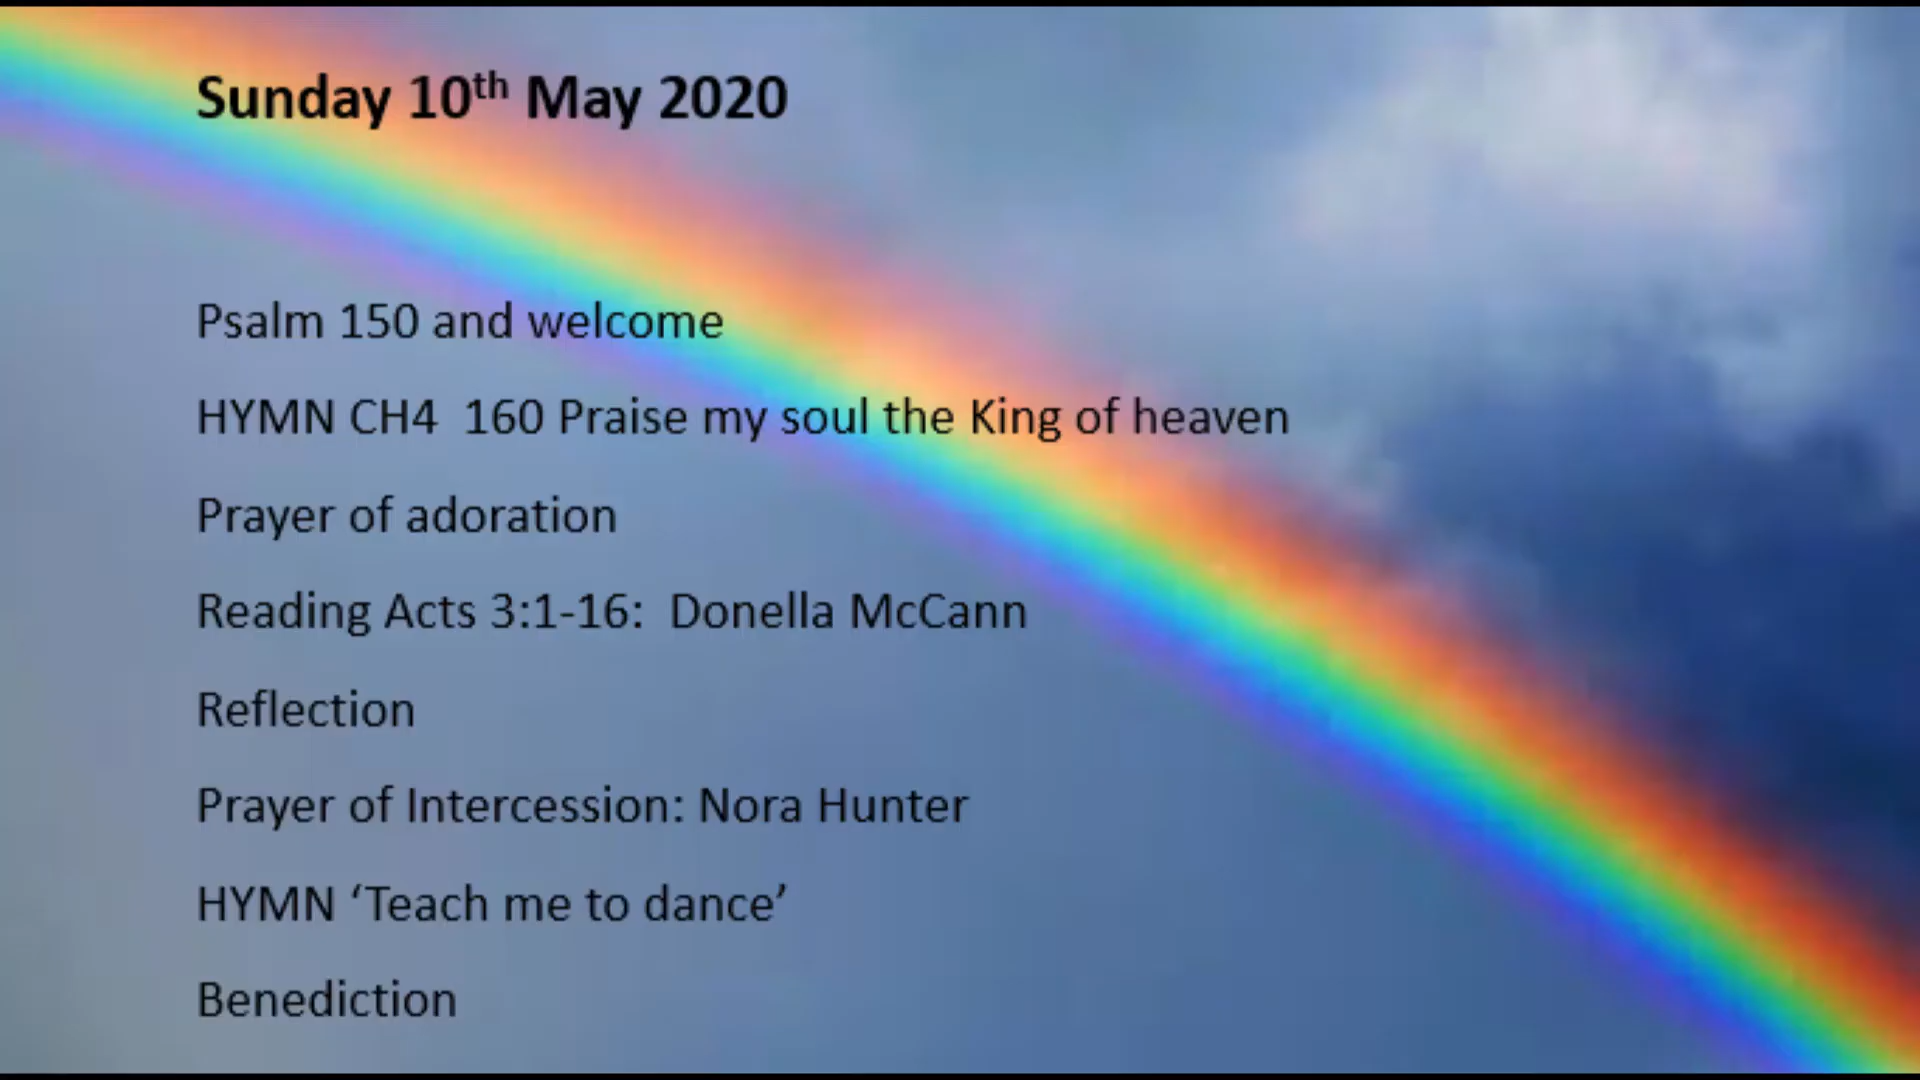 Sunday 10th May 2020
Psalm 150 and welcome
HYMN CH4  160 Praise my soul the King of heaven
Prayer of adoration
Reading Acts 3:1-16:  Donella McCann
Reflection
Prayer of Intercession: Nora Hunter
HYMN ‘Teach me to dance’
Benediction